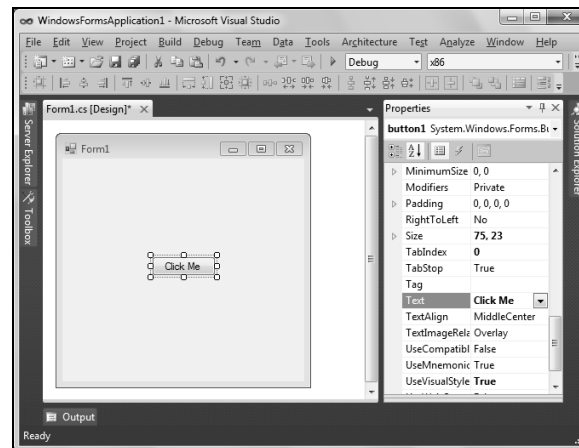 WindowsFormsApplication1 - Microsoft Visual Studio
File Edit View Project Build Debug Team Data Tools Architecture Test Analyze Window Help
Debug x86
Server Explorer
Toolbox
Form1.cs [Design]*
Form1
Click Me
Properties
button1 System.Windows.Forms.Bu
MinimumSize 0, 0
Modifiers Private
Padding 0, 0, 0, 0
RightToLeft No
Size 75, 23
TabIndex 0
TabStop True
Tag
Text Click Me
TextAlign MiddleCenter
TextImageRela Overlay
UseCompatibl False
UseMnemonic True
UseVisualStyle True
Solution Explorer
Output
Ready